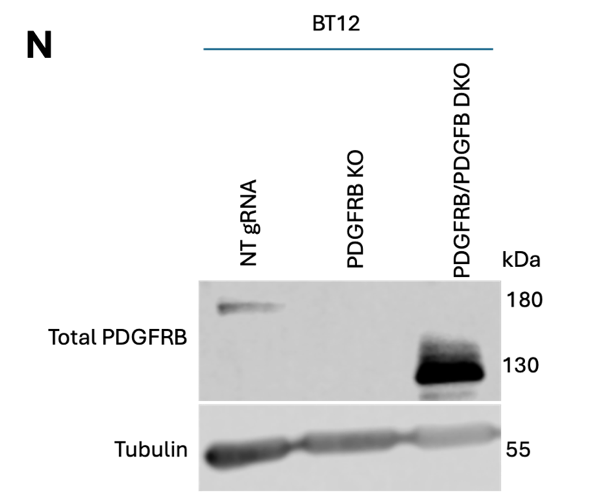 N
BT12
NT gRNA
PDGFRB KO
PDGFRB/PDGFB DKO
kDa
180
Total PDGFRB
130
Tubulin
55